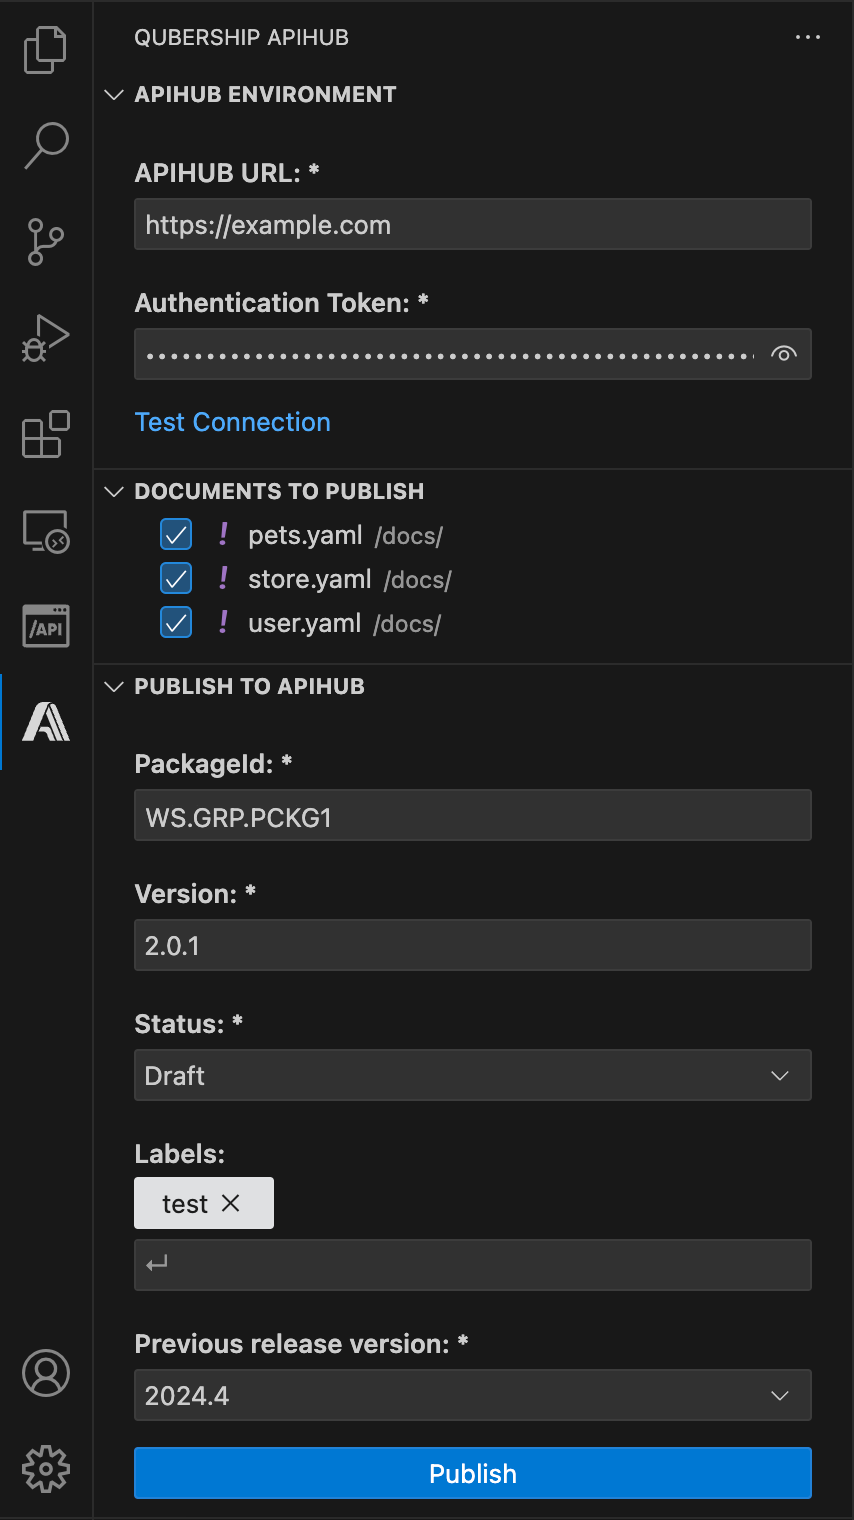 QUBERSHIP APIHUB
APIHUB ENVIRONMENT
APIHUB URL: *
https://example.com
Authentication Token: *
Test Connection
DOCUMENTS TO PUBLISH
! pets.yaml /docs/
! store.yaml /docs/
! user.yaml /docs/
/API
PUBLISH TO APIHUB
PackageId: *
WS.GRP.PCKG1
Version: *
2.0.1
Status: *
Draft
Labels:
test
Previous release version: *
2024.4
Publish